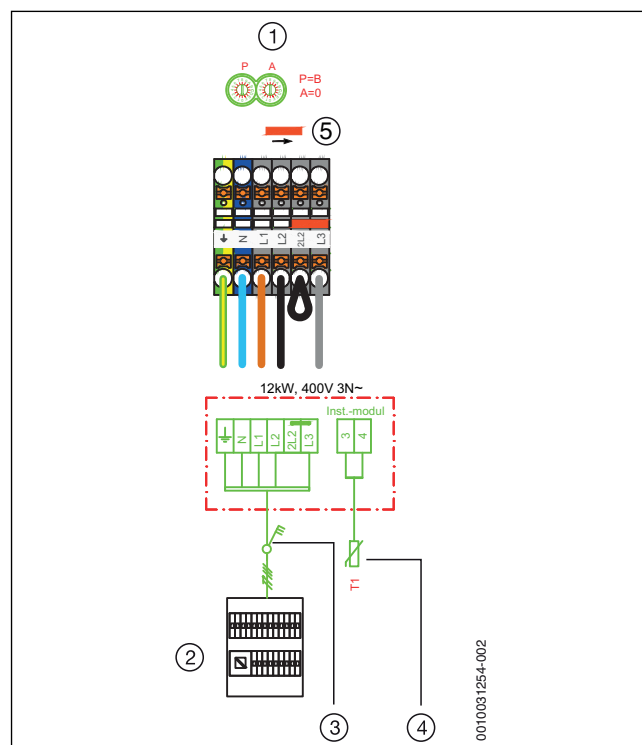 1
P A
P=B
A=0
5
N L1 L2 2L2 L3
12kW, 400V 3N~
Inst.-modul
N L1 L2 2L2 L3 3 4
T1
2
3
4
0010031254-002